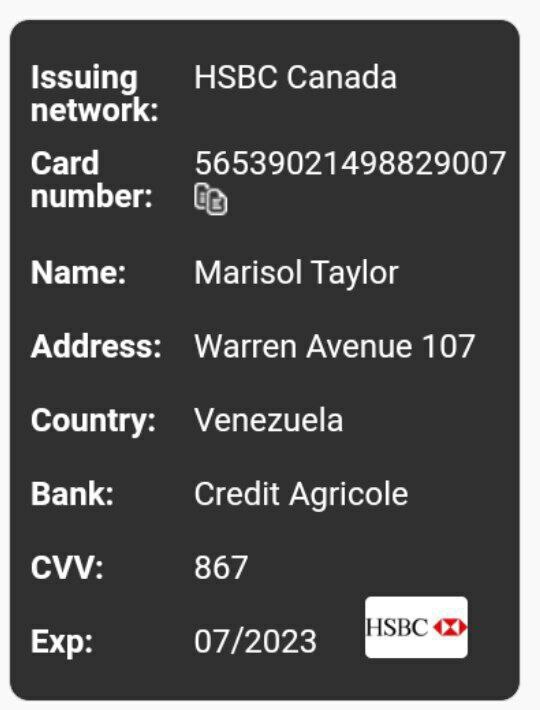 Issuing network: HSBC Canada
Card number: 56539021498829007
Name: Marisol Taylor
Address: Warren Avenue 107
Country: Venezuela
Bank: Credit Agricole
CVV: 867
Exp: 07/2023
HSBC